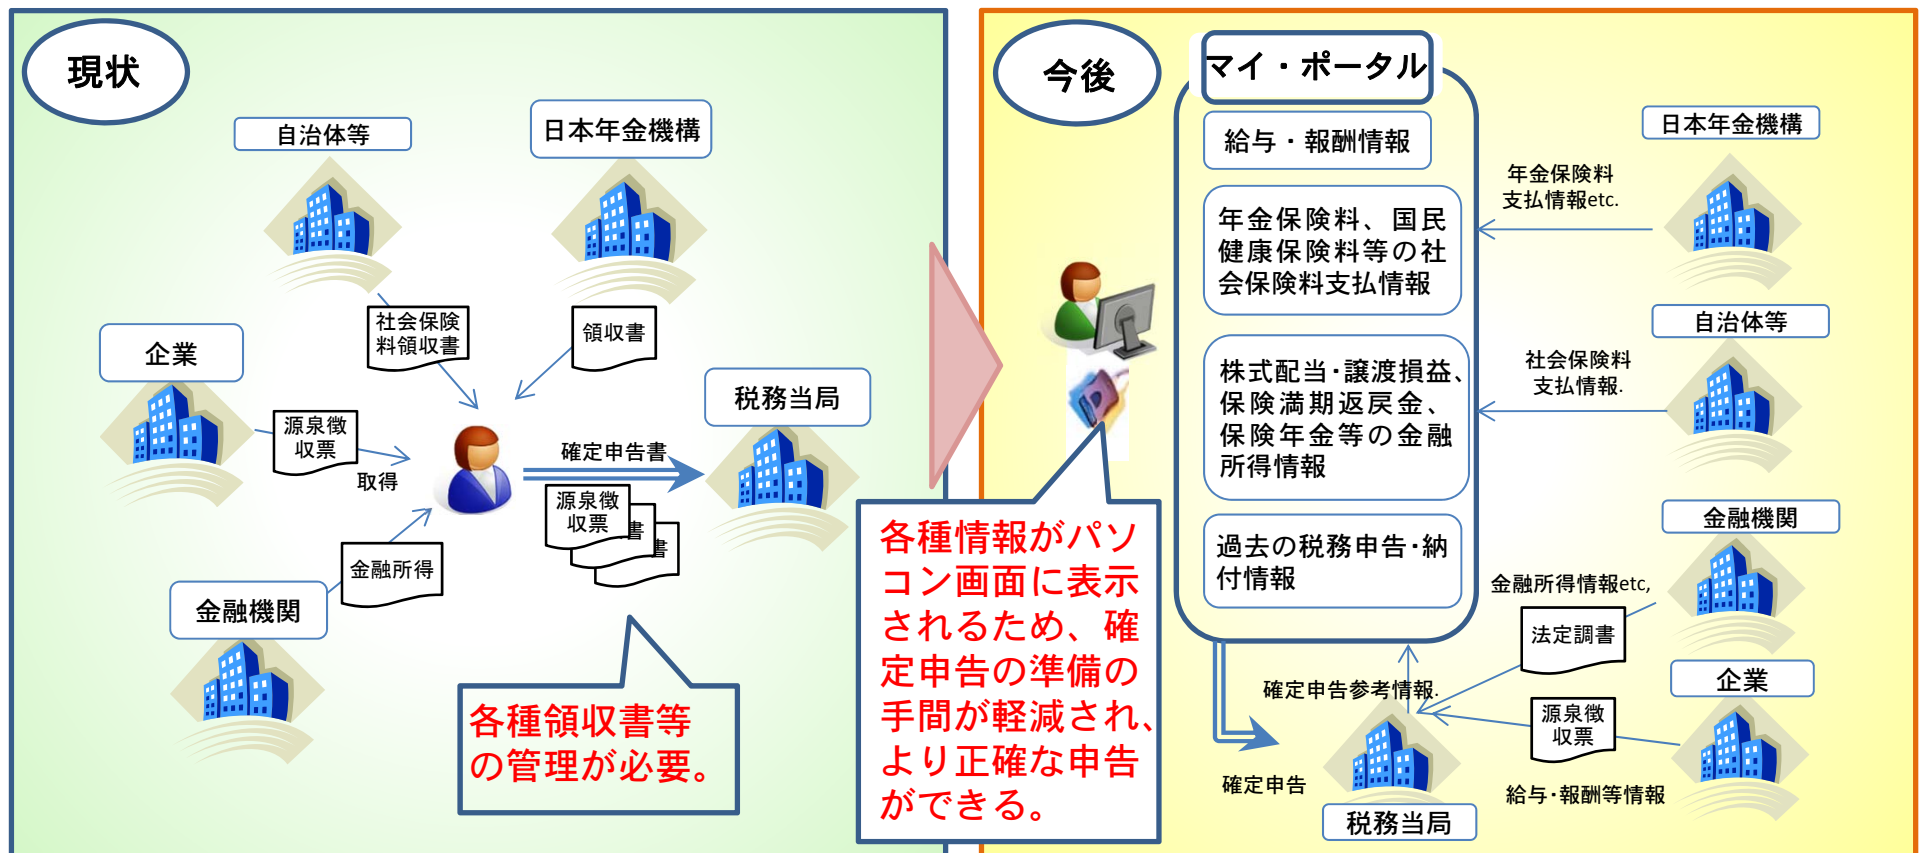 現状
自治体等
日本年金機構
社会保険
料領収書
領収書
企業
源泉徴
収票
取得
税務当局
確定申告書
源泉徴
収票
書
書
金融所得
金融機関
各種領収書等
の管理が必要。
今後
マイ・ポータル
給与・報酬情報
年金保険料、国民
健康保険料等の社
会保険料支払情報
株式配当・譲渡損益、
保険満期返戻金、
保険年金等の金融
所得情報
過去の税務申告・納
付情報
日本年金機構
年金保険料
支払情報etc.
自治体等
社会保険料
支払情報.
金融機関
金融所得情報etc,
法定調書
企業
確定申告参考情報.
源泉徴
収票
給与・報酬等情報
確定申告
税務当局
各種情報がパソ
コン画面に表示
されるため、確
定申告の準備の
手間が軽減され、
より正確な申告
ができる。